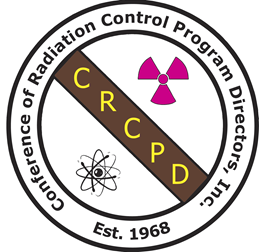 Conference of Radiation Control Program Directors, Inc.
CRCPD
Est. 1968